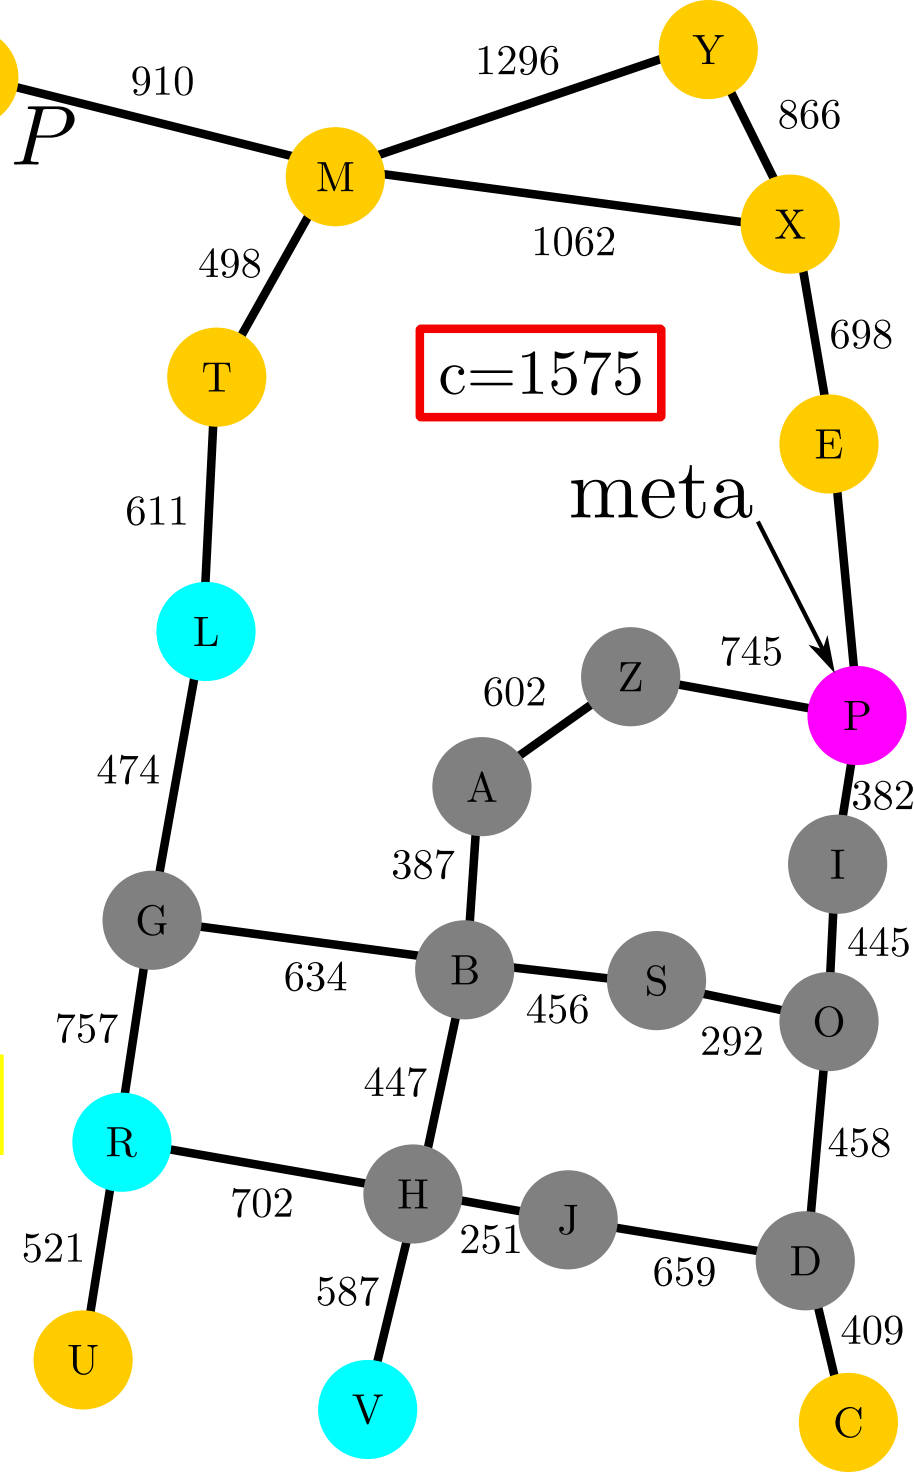 Y
1296
910
866
P
M
X
1062
498
698
T
c=1575
E
meta
611
L
Z
745
602
P
474
A
382
387
I
G
445
634
B
456
S
292
O
757
447
R
458
702
H
251
J
659
D
521
587
409
U
V
C